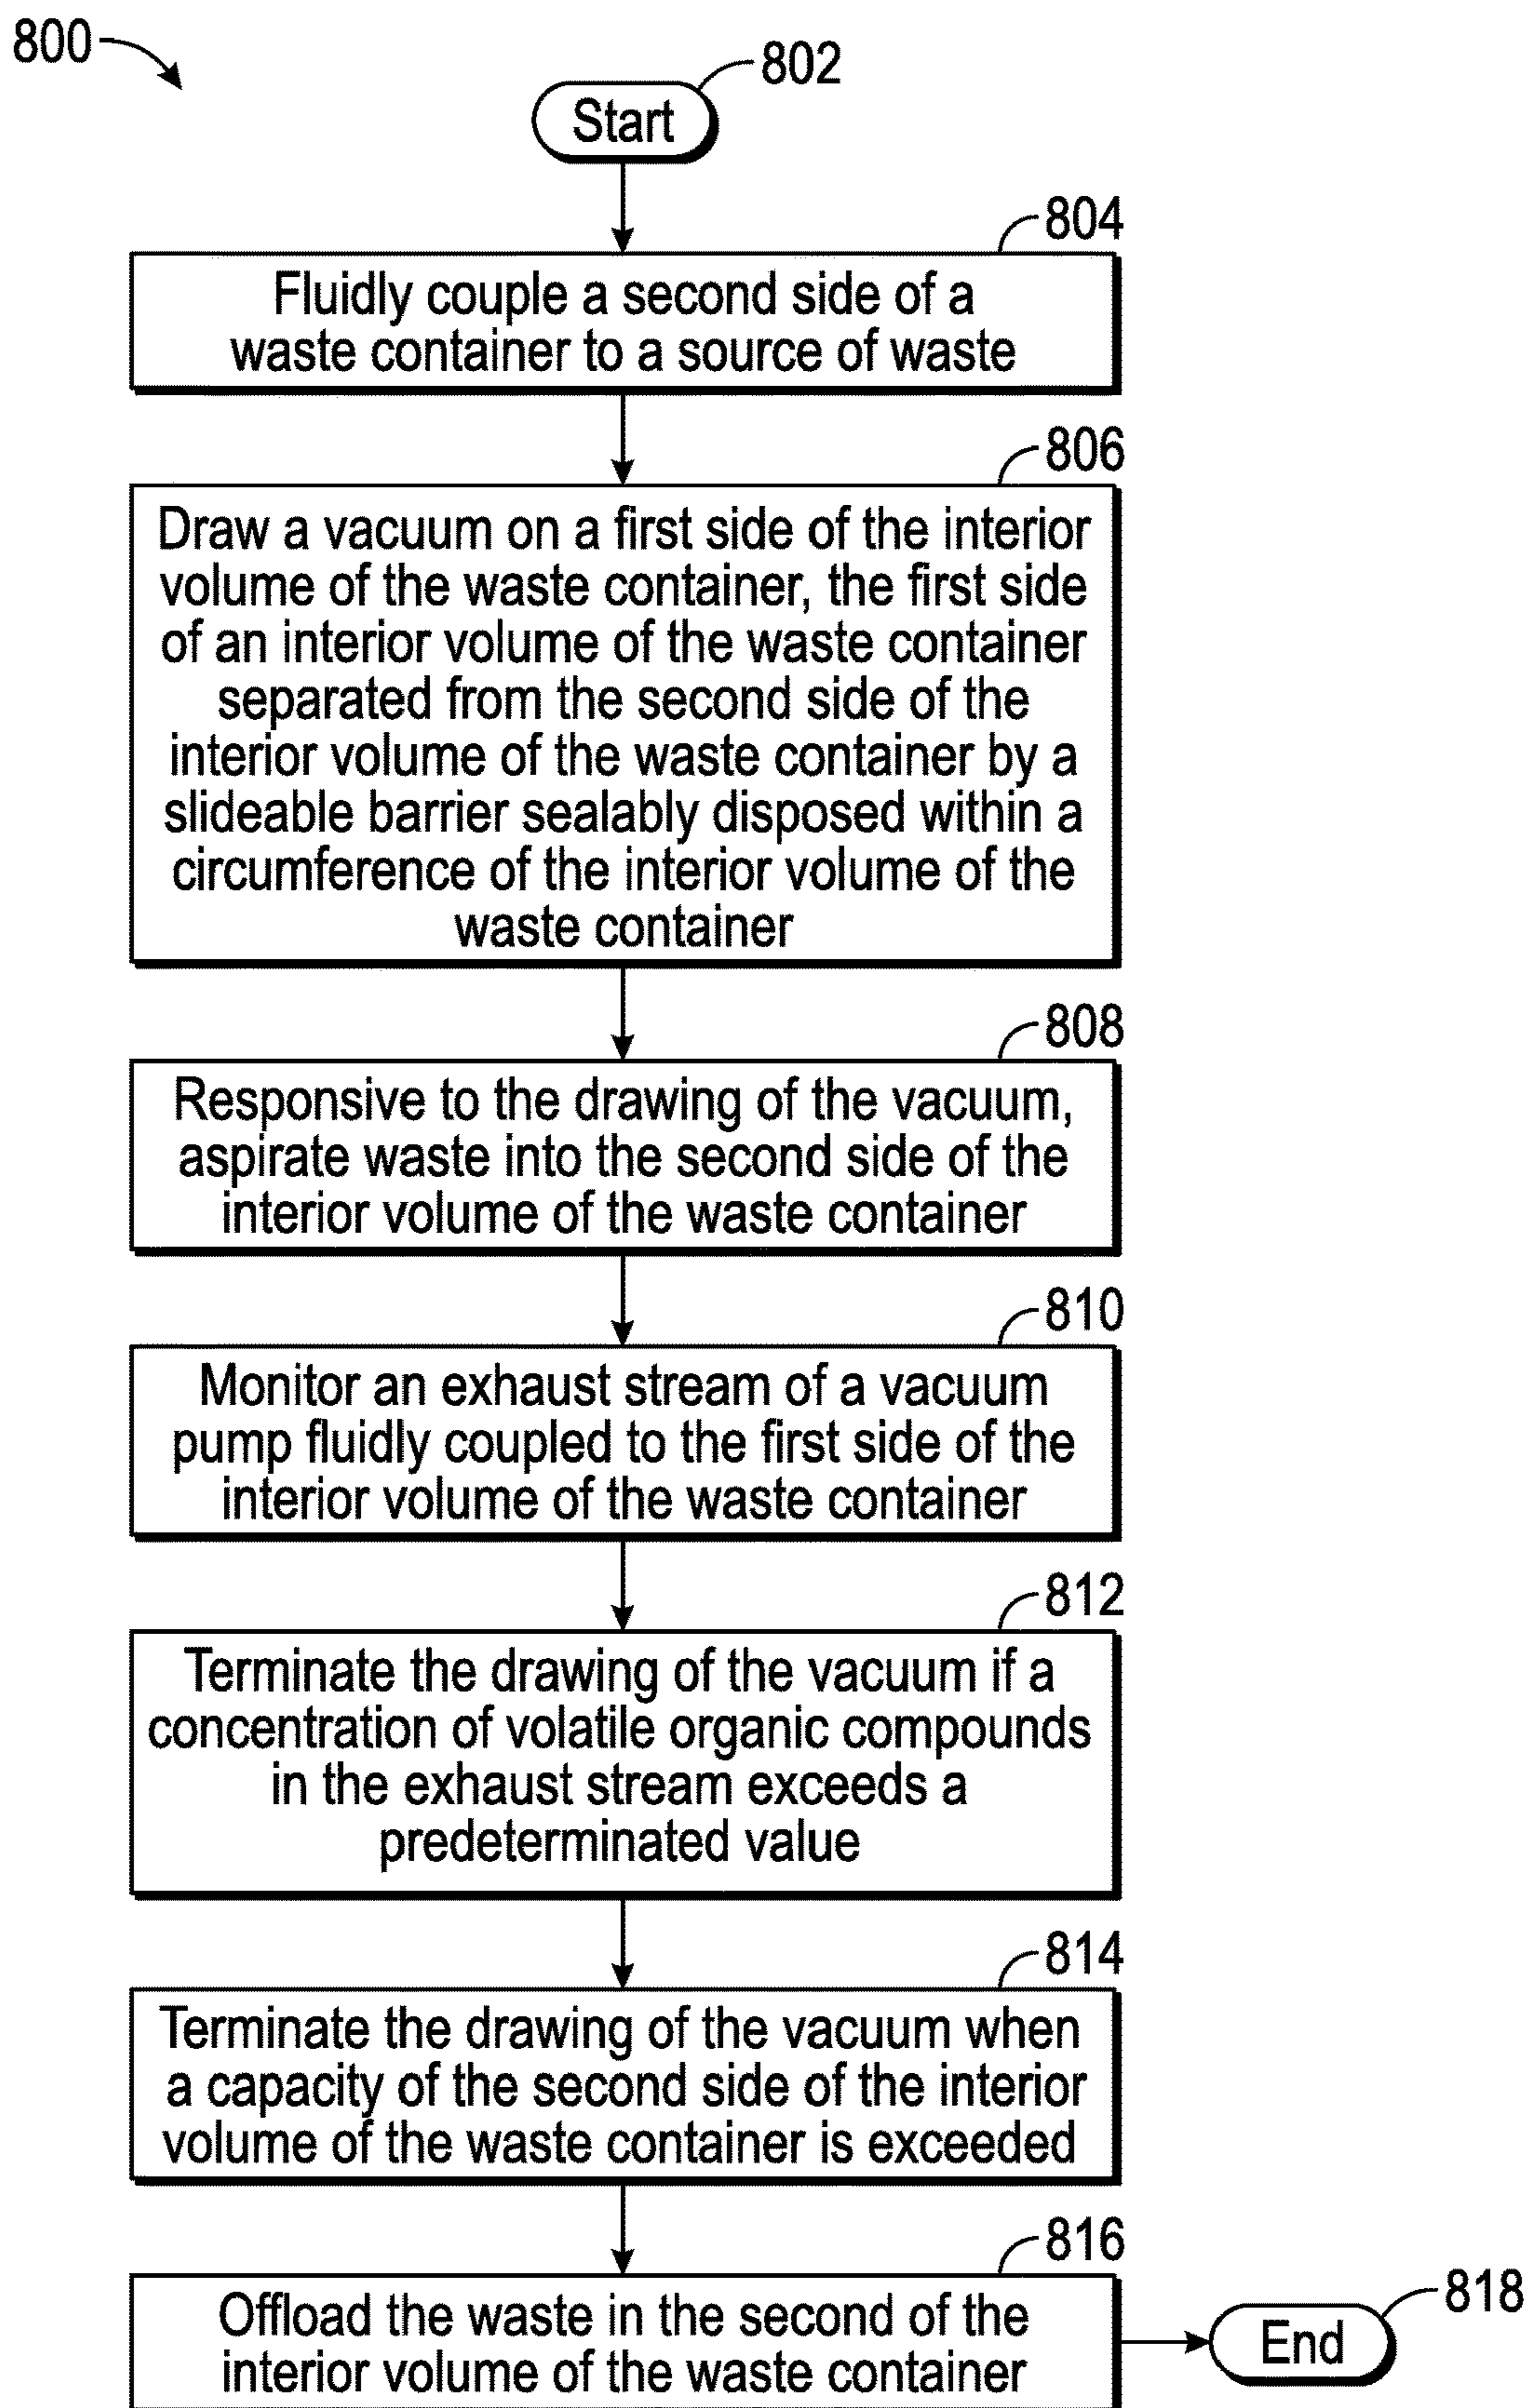 800
802
Start
804
Fluidly couple a second side of a
waste container to a source of waste
806
Draw a vacuum on a first side of the interior
volume of the waste container, the first side
of an interior volume of the waste container
separated from the second side of the
interior volume of the waste container by a
slideable barrier sealably disposed within a
circumference of the interior volume of the
waste container
808
Responsive to the drawing of the vacuum,
aspirate waste into the second side of the
interior volume of the waste container
810
Monitor an exhaust stream of a vacuum
pump fluidly coupled to the first side of the
interior volume of the waste container
812
Terminate the drawing of the vacuum if a
concentration of volatile organic compounds
in the exhaust stream exceeds a
predeterminated value
814
Terminate the drawing of the vacuum when
a capacity of the second side of the interior
volume of the waste container is exceeded
816
Offload the waste in the second of the
interior volume of the waste container
818
End